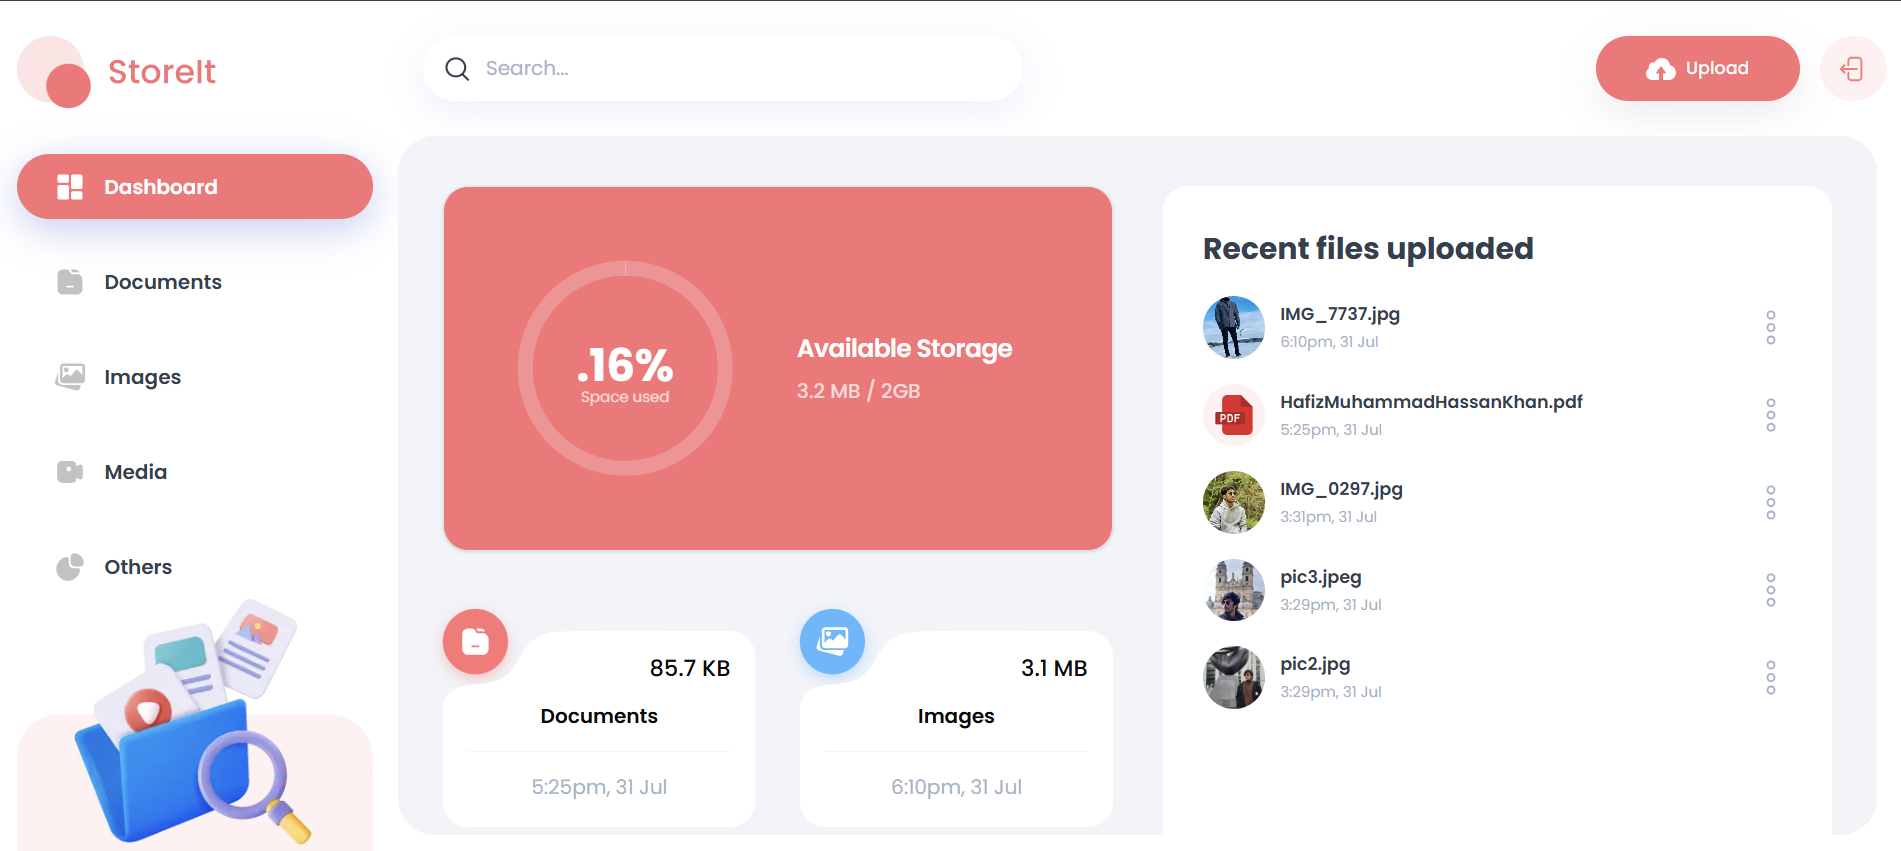 StoreIt
Search...
Upload
Dashboard
Documents
Images
Media
Others
.16%
Space used
Available Storage
3.2 MB / 2GB
85.7 KB
Documents
5:25pm, 31 Jul
3.1 MB
Images
6:10pm, 31 Jul
Recent files uploaded
IMG_7737.jpg
6:10pm, 31 Jul
PDF
HafizMuhammadHassanKhan.pdf
5:25pm, 31 Jul
IMG_0297.jpg
3:31pm, 31 Jul
pic3.jpeg
3:29pm, 31 Jul
pic2.jpg
3:29pm, 31 Jul